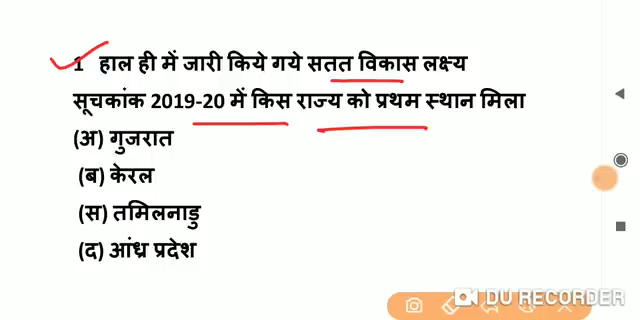 1 हाल ही में जारी किये गये सतत विकास लक्ष्य
सूचकांक 2019-20 में किस राज्य को प्रथम स्थान मिला
(अ) गुजरात
(ब) केरल
(स) तमिलनाडु
(द) आंध्र प्रदेश
DU RECORDER